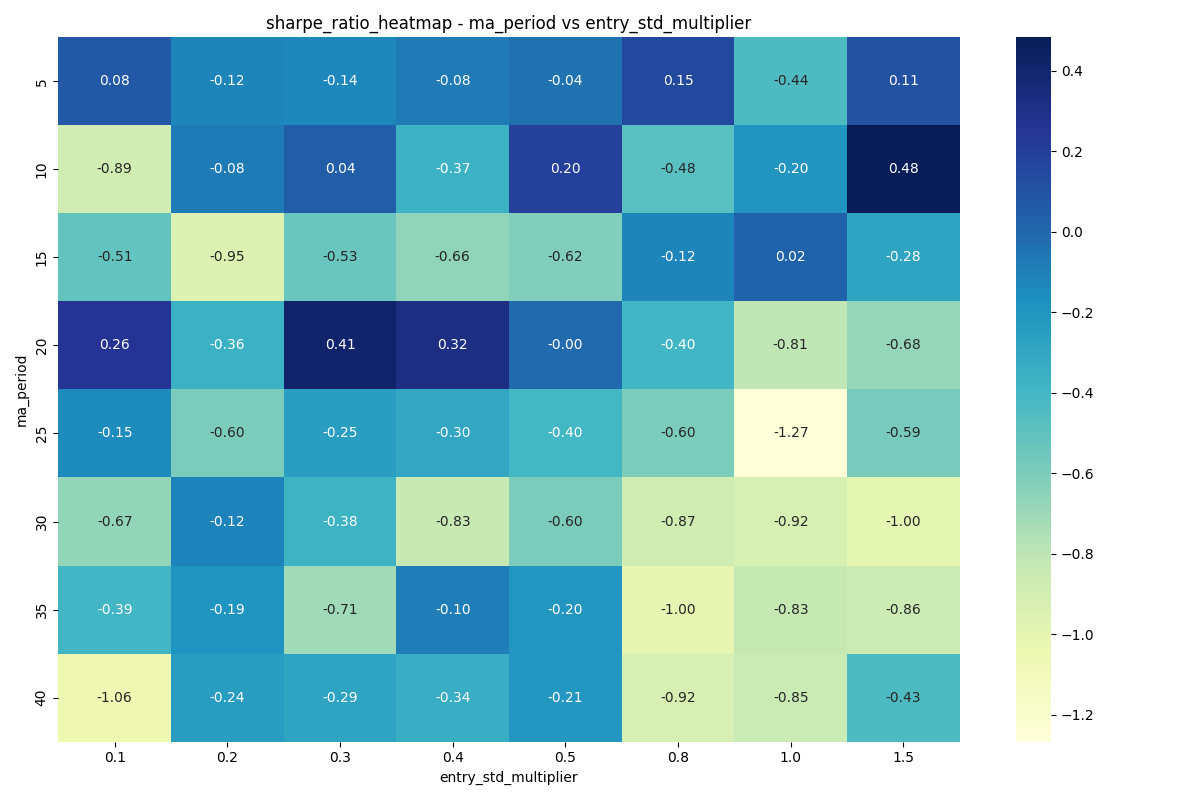 sharpe_ratio_heatmap - ma_period vs entry_std_multiplier
ma_period
5 0.08 -0.12 -0.14 -0.08 -0.04 0.15 -0.44 0.11
10 -0.89 -0.08 0.04 -0.37 0.20 -0.48 -0.20 0.48
15 -0.51 -0.95 -0.53 -0.66 -0.62 -0.12 0.02 -0.28
20 0.26 -0.36 0.41 0.32 -0.00 -0.40 -0.81 -0.68
25 -0.15 -0.60 -0.25 -0.30 -0.40 -0.60 -1.27 -0.59
30 -0.67 -0.12 -0.38 -0.83 -0.60 -0.87 -0.92 -1.00
35 -0.39 -0.19 -0.71 -0.10 -0.20 -1.00 -0.83 -0.86
40 -1.06 -0.24 -0.29 -0.34 -0.21 -0.92 -0.85 -0.43
0.1 0.2 0.3 0.4 0.5 0.8 1.0 1.5
entry_std_multiplier
0.4
0.2
0.0
−0.2
−0.4
−0.6
−0.8
−1.0
−1.2